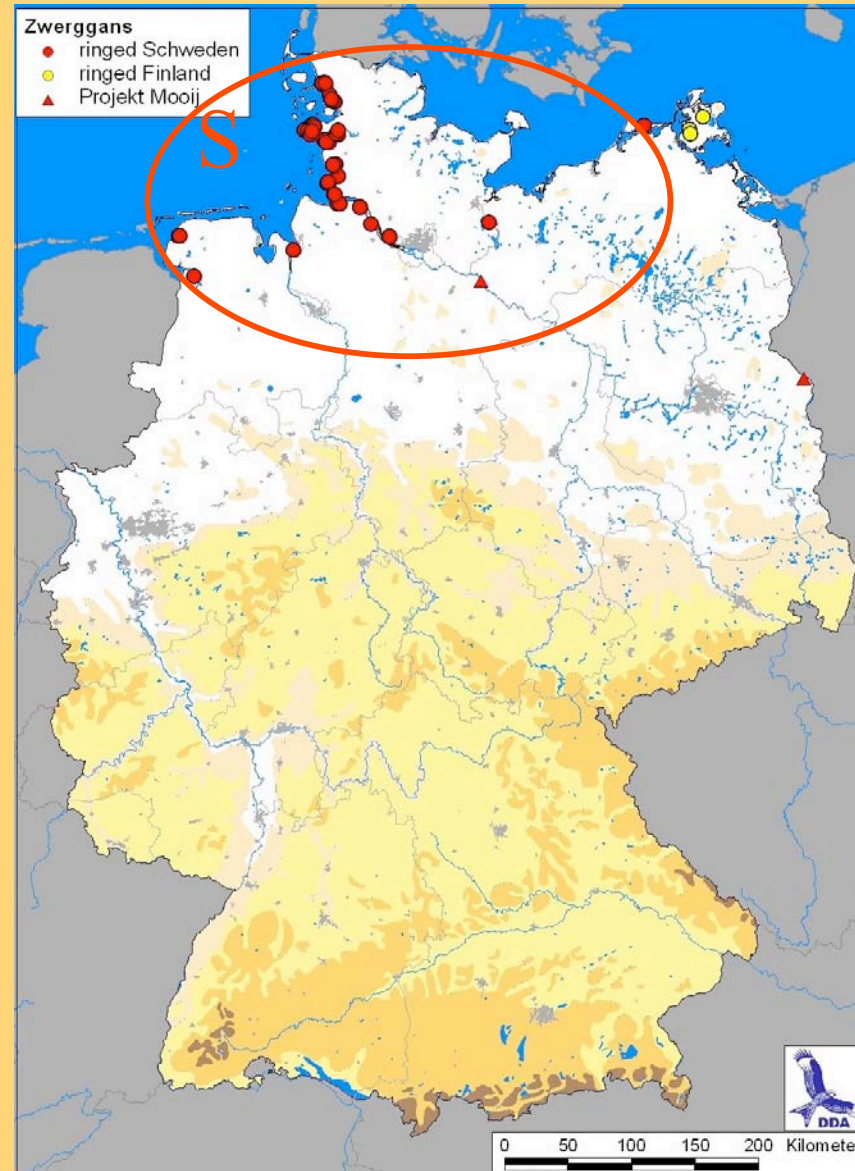 Zwerggans
ringed Schweden
ringed Finland
Projekt Mooij
S
DDA
0 50 100 150 200 Kilomete